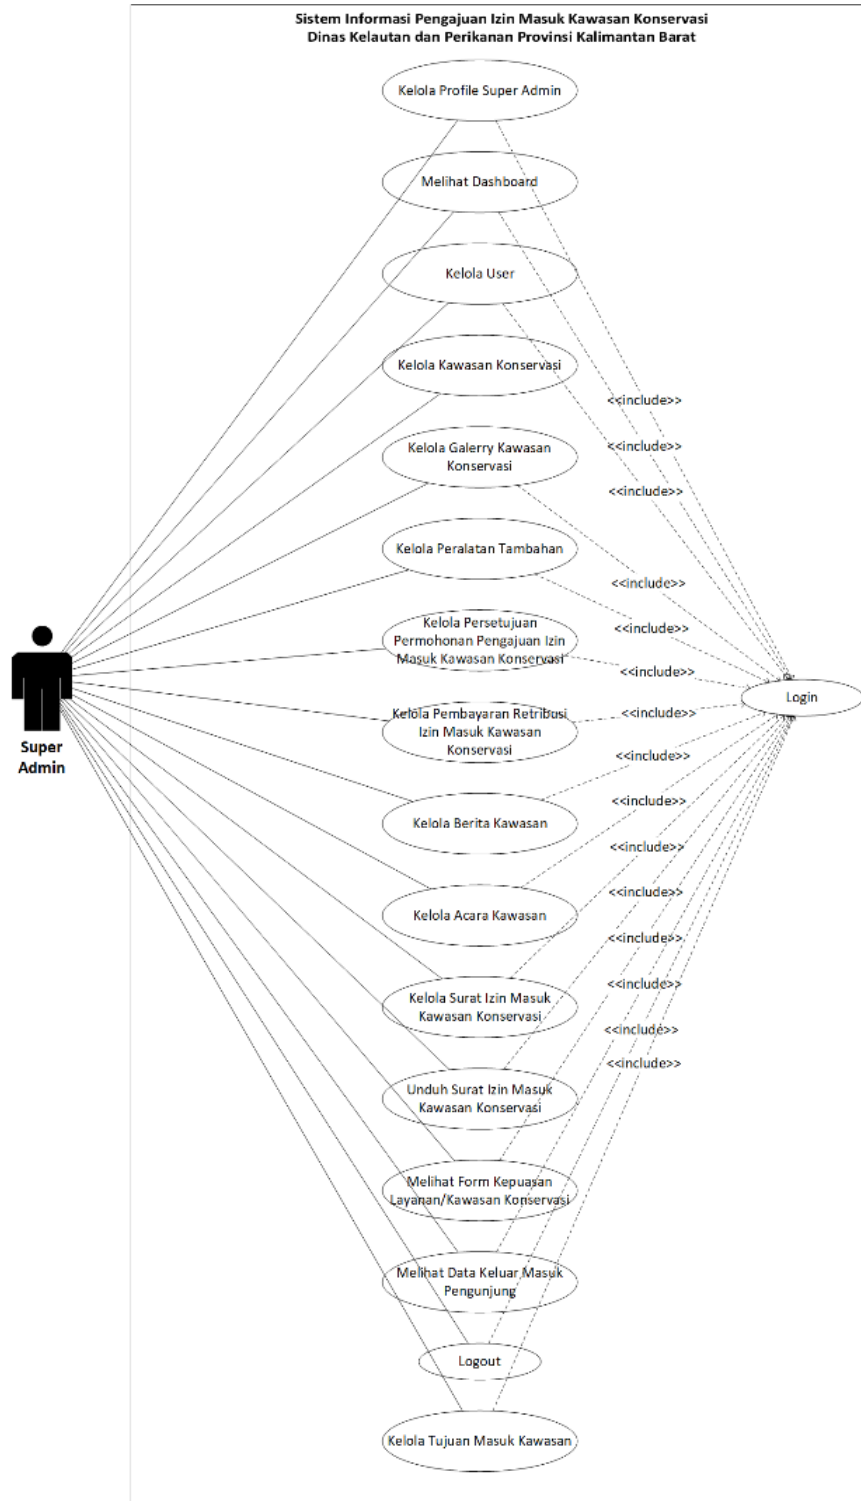 Sistem Informasi Pengajuan Izin Masuk Kawasan Konservasi
Dinas Kelautan dan Perikanan Provinsi Kalimantan Barat
Kelola Profile Super Admin
Melihat Dashboard
Kelola User
Kelola Kawasan Konservasi
<<include>>
Kelola Galerry Kawasan
Konservasi
<<include>>
<<include>>
Kelola Peralatan Tambahan
<<include>>
Kelola Persetujuan
Permohonan Pengajuan Izin
Masuk Kawasan Konservasi
<<include>>
<<include>>
Login
Super
Admin
Kelola Pembayaran Retribusi
Izin Masuk Kawasan
Konservasi
<<include>>
<<include>>
Kelola Berita Kawasan
<<include>>
<<include>>
Kelola Acara Kawasan
<<include>>
<<include>>
Kelola Surat Izin Masuk
Kawasan Konservasi
<<include>>
<<include>>
<<include>>
Unduh Surat Izin Masuk
Kawasan Konservasi
Melihat Form Kepuasan
Layanan/Kawasan Konservasi
Melihat Data Keluar Masuk
Pengunjung
Logout
Kelola Tujuan Masuk Kawasan